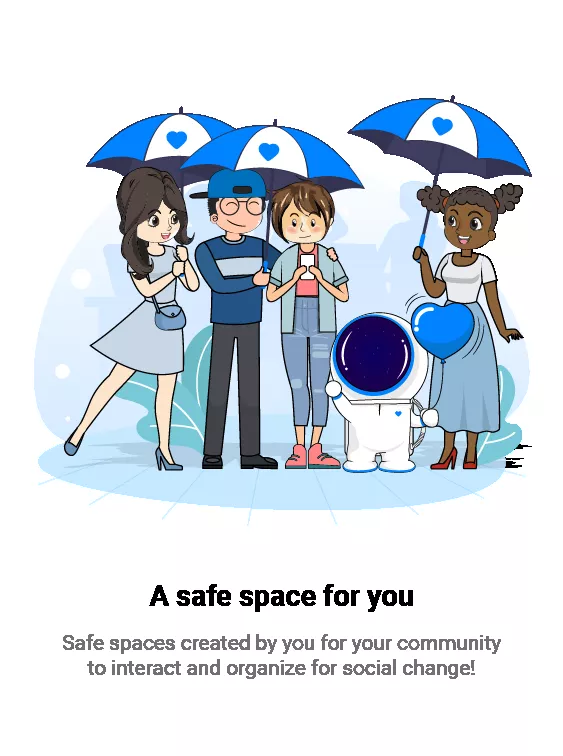 A safe space for you
Safe spaces created by you for your community
to interact and organize for social change!